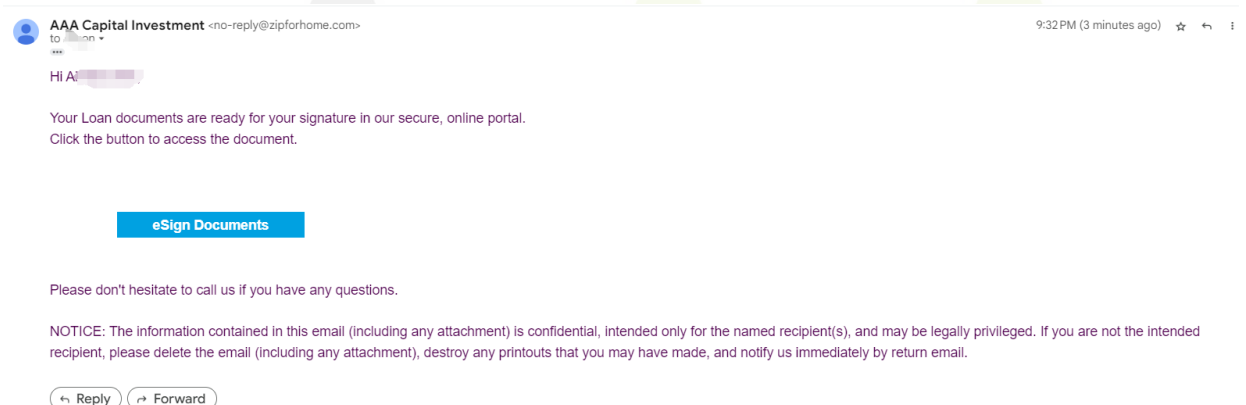 AAA Capital Investment <no-reply@zipforhome.com>
9:32 PM (3 minutes ago)
to
Hi
Your Loan documents are ready for your signature in our secure, online portal.
Click the button to access the document.
eSign Documents
Please don't hesitate to call us if you have any questions.
NOTICE: The information contained in this email (including any attachment) is confidential, intended only for the named recipient(s), and may be legally privileged. If you are not the intended
recipient, please delete the email (including any attachment), destroy any printouts that you may have made, and notify us immediately by return email.
Reply Forward